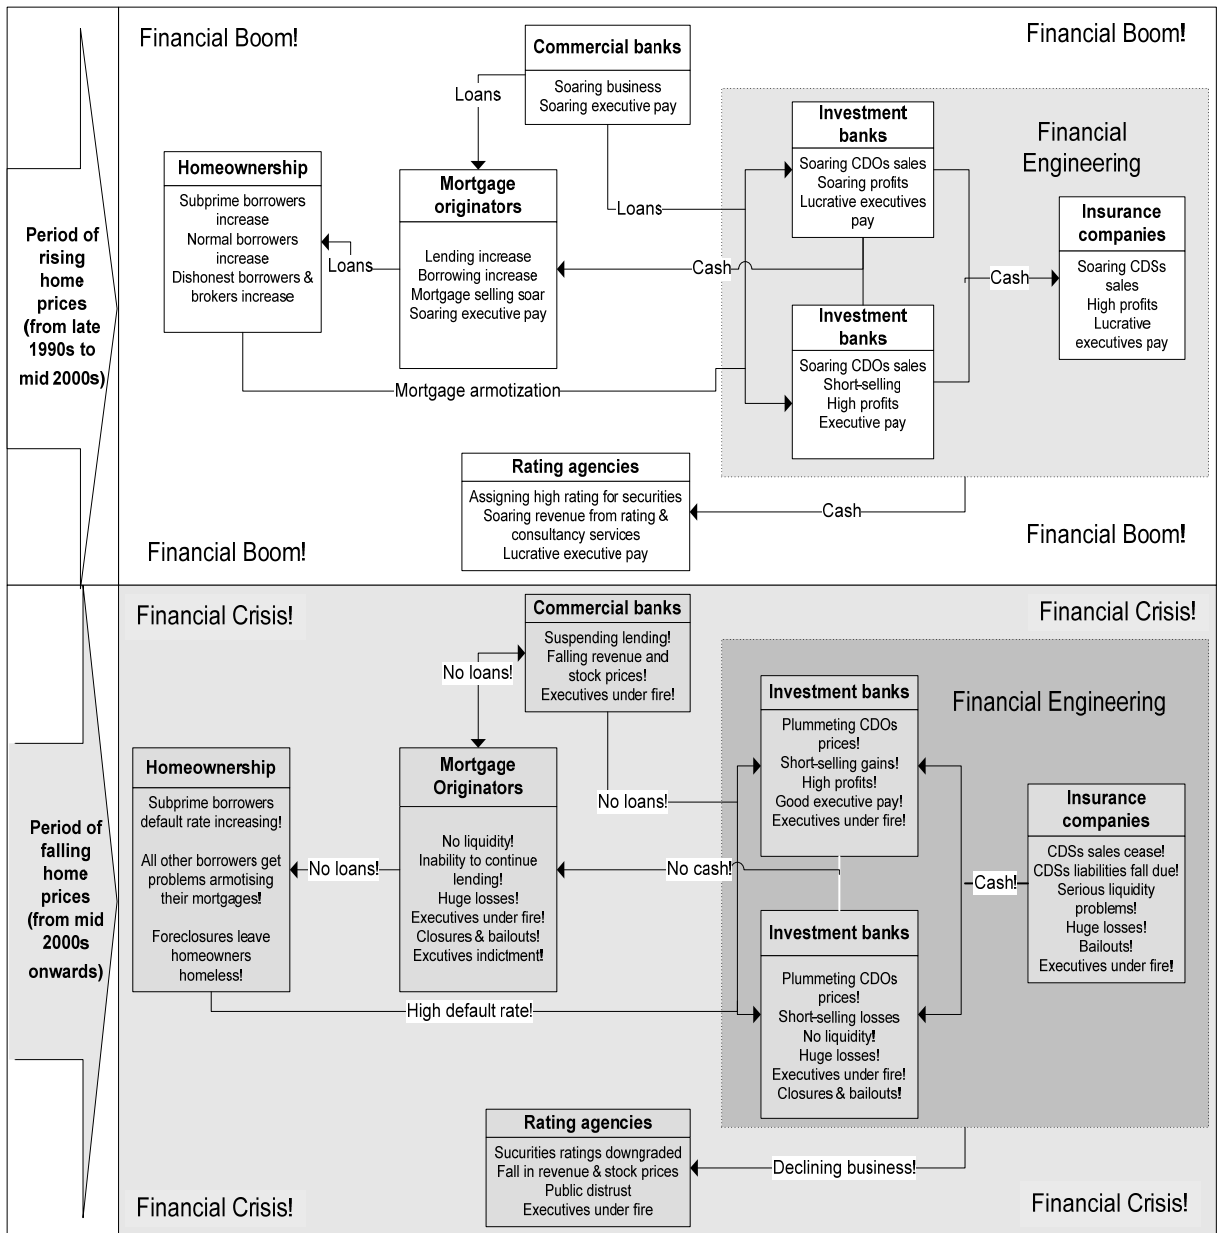 Financial Boom!
Financial Boom!
Commercial banks
Soaring business
Soaring executive pay
Loans
Investment
banks
Soaring CDOs sales
Soaring profits
Lucrative executives
pay
Financial
Engineering
Homeownership
Subprime borrowers
increase
Normal borrowers
increase
Dishonest borrowers &
brokers increase
Mortgage
originators
Lending increase
Borrowing increase
Mortgage selling soar
Soaring executive pay
Loans
Loans
Cash
Insurance
companies
Soaring CDSs
sales
High profits
Lucrative
executives pay
Cash
Period of
rising
home
prices
(from late
1990s to
mid 2000s)
Investment
banks
Soaring CDOs sales
Short-selling
High profits
Executive pay
Mortgage armotization
Rating agencies
Assigning high rating for securities
Soaring revenue from rating &
consultancy services
Lucrative executive pay
Cash
Financial Boom!
Financial Boom!
Financial Crisis!
Financial Crisis!
Commercial banks
Suspending lending!
Falling revenue and
stock prices!
Executives under fire!
No loans!
Investment banks
Plummeting CDOs
prices!
Short-selling gains!
High profits!
Good executive pay!
Executives under fire!
Financial Engineering
Homeownership
Subprime borrowers
default rate increasing!
All other borrowers get
problems armotising
their mortgages!
Foreclosures leave
homeowners
homeless!
Mortgage
Originators
No liquidity!
Inability to continue
lending!
Huge losses!
Executives under fire!
Closures & bailouts!
Excutives indictment!
No loans!
No loans!
No cash!
Insurance
companies
CDSs sales cease!
CDSs liabilities fall due!
Serious liquidity
problems!
Huge losses!
Bailouts!
Executives under fire!
Cash!
Period of
falling
home
prices
(from mid
2000s
onwards)
Investment banks
Plummeting CDOs
prices!
Short-selling losses
No liquidity!
Huge losses!
Executives under fire!
Closures & bailouts!
High default rate!
Rating agencies
Sucurities ratings downgraded
Fall in revenue & stock prices
Public distrust
Executives under fire
Declining business!
Financial Crisis!
Financial Crisis!